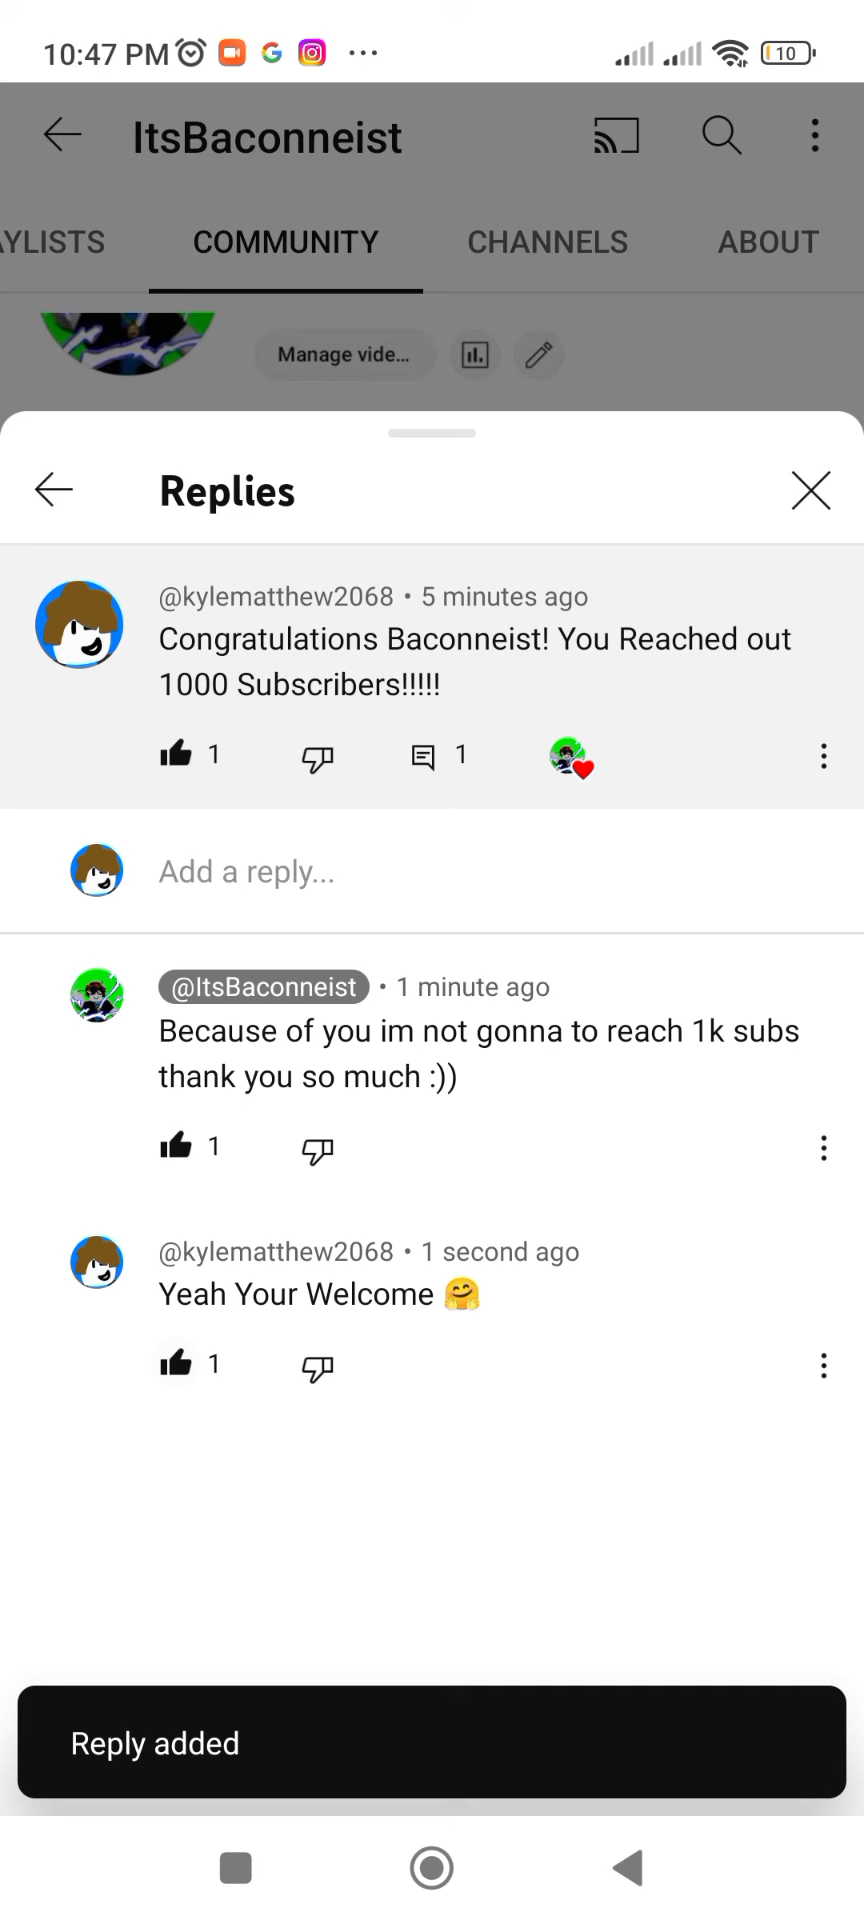 10:47 PM
10
ItsBaconneist
AYLISTS COMMUNITY CHANNELS ABOUT
Manage vide...
Replies
@kylematthew2068 • 5 minutes ago
Congratulations Baconneist! You Reached out
1000 Subscribers!!!!!
1 1
Add a reply...
@ItsBaconneist • 1 minute ago
Because of you im not gonna to reach 1k subs
thank you so much :))
1
@kylematthew2068 • 1 second ago
Yeah Your Welcome 🤗
1
Reply added